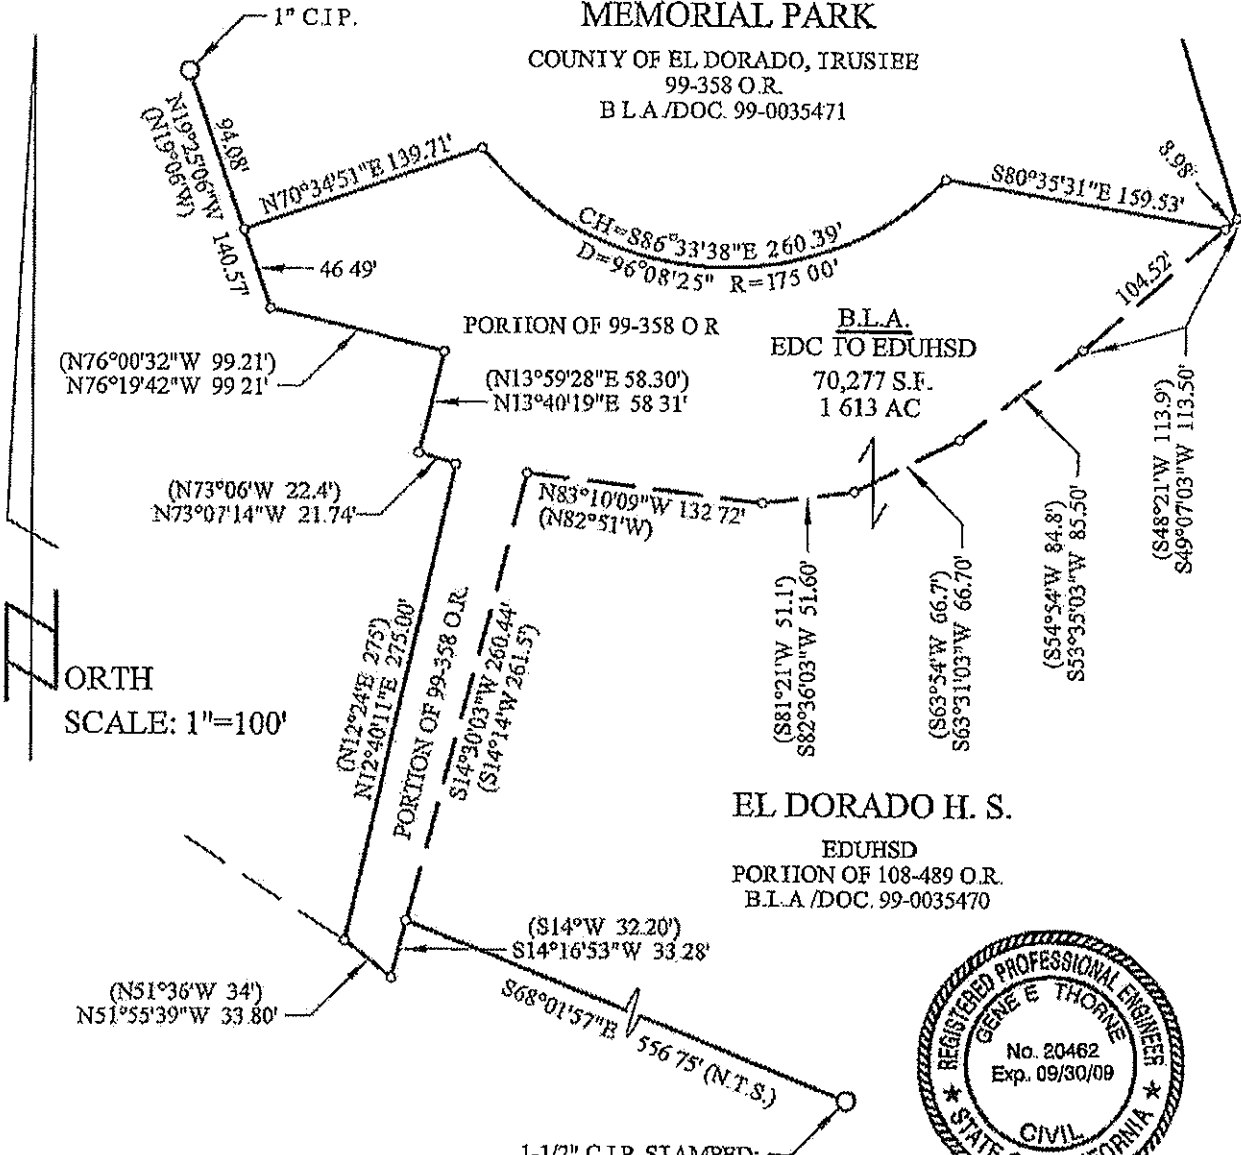 1" C.I.P.
MEMORIAL PARK
COUNTY OF EL DORADO, TRUSTEE
99-358 O.R.
B L.A./DOC. 99-0035471
94.08'
N19°25'06"W 140.57'
(N19°06'W)
N70°34'51"E 139.71'
CH=S86°33'38"E 260.39'
D=96°08'25" R=175 00'
S80°35'31"E 159.53'
8.98'
46 49'
104.52'
PORTION OF 99-358 O R
B.L.A.
EDC TO EDUHSD
70,277 S.F.
1 613 AC
(N76°00'32"W 99.21')
N76°19'42"W 99 21'
(N13°59'28"E 58.30')
N13°40'19"E 58 31'
(N73°06'W 22.4')
N73°07'14"W 21.74'
N83°10'09"W 132 72'
(N82°51'W)
(S48°21'W 113.9')
S49°07'03"W 113.50'
(S54°54'W 84.8')
S53°35'03"W 85.50'
(S63°54'W 66.7')
S63°31'03"W 66.70'
(S81°21'W 51.1')
S82°36'03"W 51.60'
(N12°24'E 275')
N12°40'11"E 275.00'
PORTION OF 99-358 O.R.
S14°30'03"W 260.44'
(S14°14'W 261.5')
NORTH
SCALE: 1"=100'
EL DORADO H. S.
EDUHSD
PORTION OF 108-489 O.R.
B.L.A /DOC. 99-0035470
(S14°W 32.20')
S14°16'53"W 33.28'
(N51°36'W 34')
N51°55'39"W 33.80'
S68°01'57"E 556 75' (N.T.S.)
REGISTERED PROFESSIONAL ENGINEER
GENE E THORNE
No. 20462
Exp. 09/30/09
CIVIL
1-1/2" C.I.P. STAMPED: